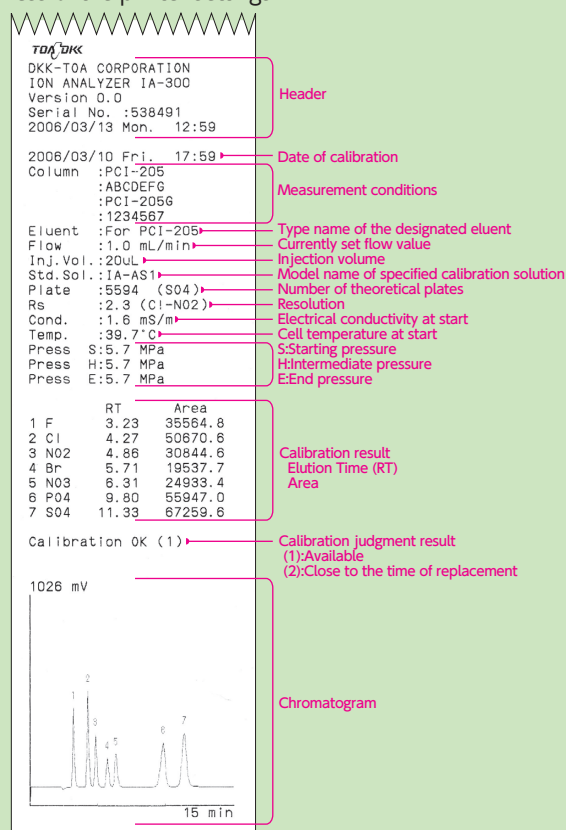 TOA DKK
DKK-TOA CORPORATION
ION ANALYZER IA-300
Version 0.0
Serial No. :538491
2006/03/13 Mon. 12:59
Header
2006/03/10 Fri. 17:59
Date of calibration
Column :PCI-205
:ABCDEFG
:PCI-205G
:1234567
Measurement conditions
Eluent :For PCI-205
Type name of the designated eluent
Flow :1.0 mL/min
Currently set flow value
Inj.Vol.:20uL
Injection volume
Std.Sol.:IA-AS1
Model name of specified calibration solution
Plate :5594 (SO4)
Number of theoretical plates
Rs :2.3 (Cl-NO2)
Resolution
Cond. :1.6 mS/m
Electrical conductivity at start
Temp. :39.7°C
Cell temperature at start
Press S:5.7 MPa
Press H:5.7 MPa
Press E:5.7 MPa
S:Starting pressure
H:Intermediate pressure
E:End pressure
RT Area
1 F 3.23 35564.8
2 Cl 4.27 50670.6
3 NO2 4.86 30844.6
4 Br 5.71 19537.7
5 NO3 6.31 24933.4
6 PO4 9.80 55947.0
7 SO4 11.33 67259.6
Calibration result
Elution Time (RT)
Area
Calibration OK (1)
Calibration judgment result
(1):Available
(2):Close to the time of replacement
1026 mV
1 2 3 4 5 6 7
15 min
Chromatogram